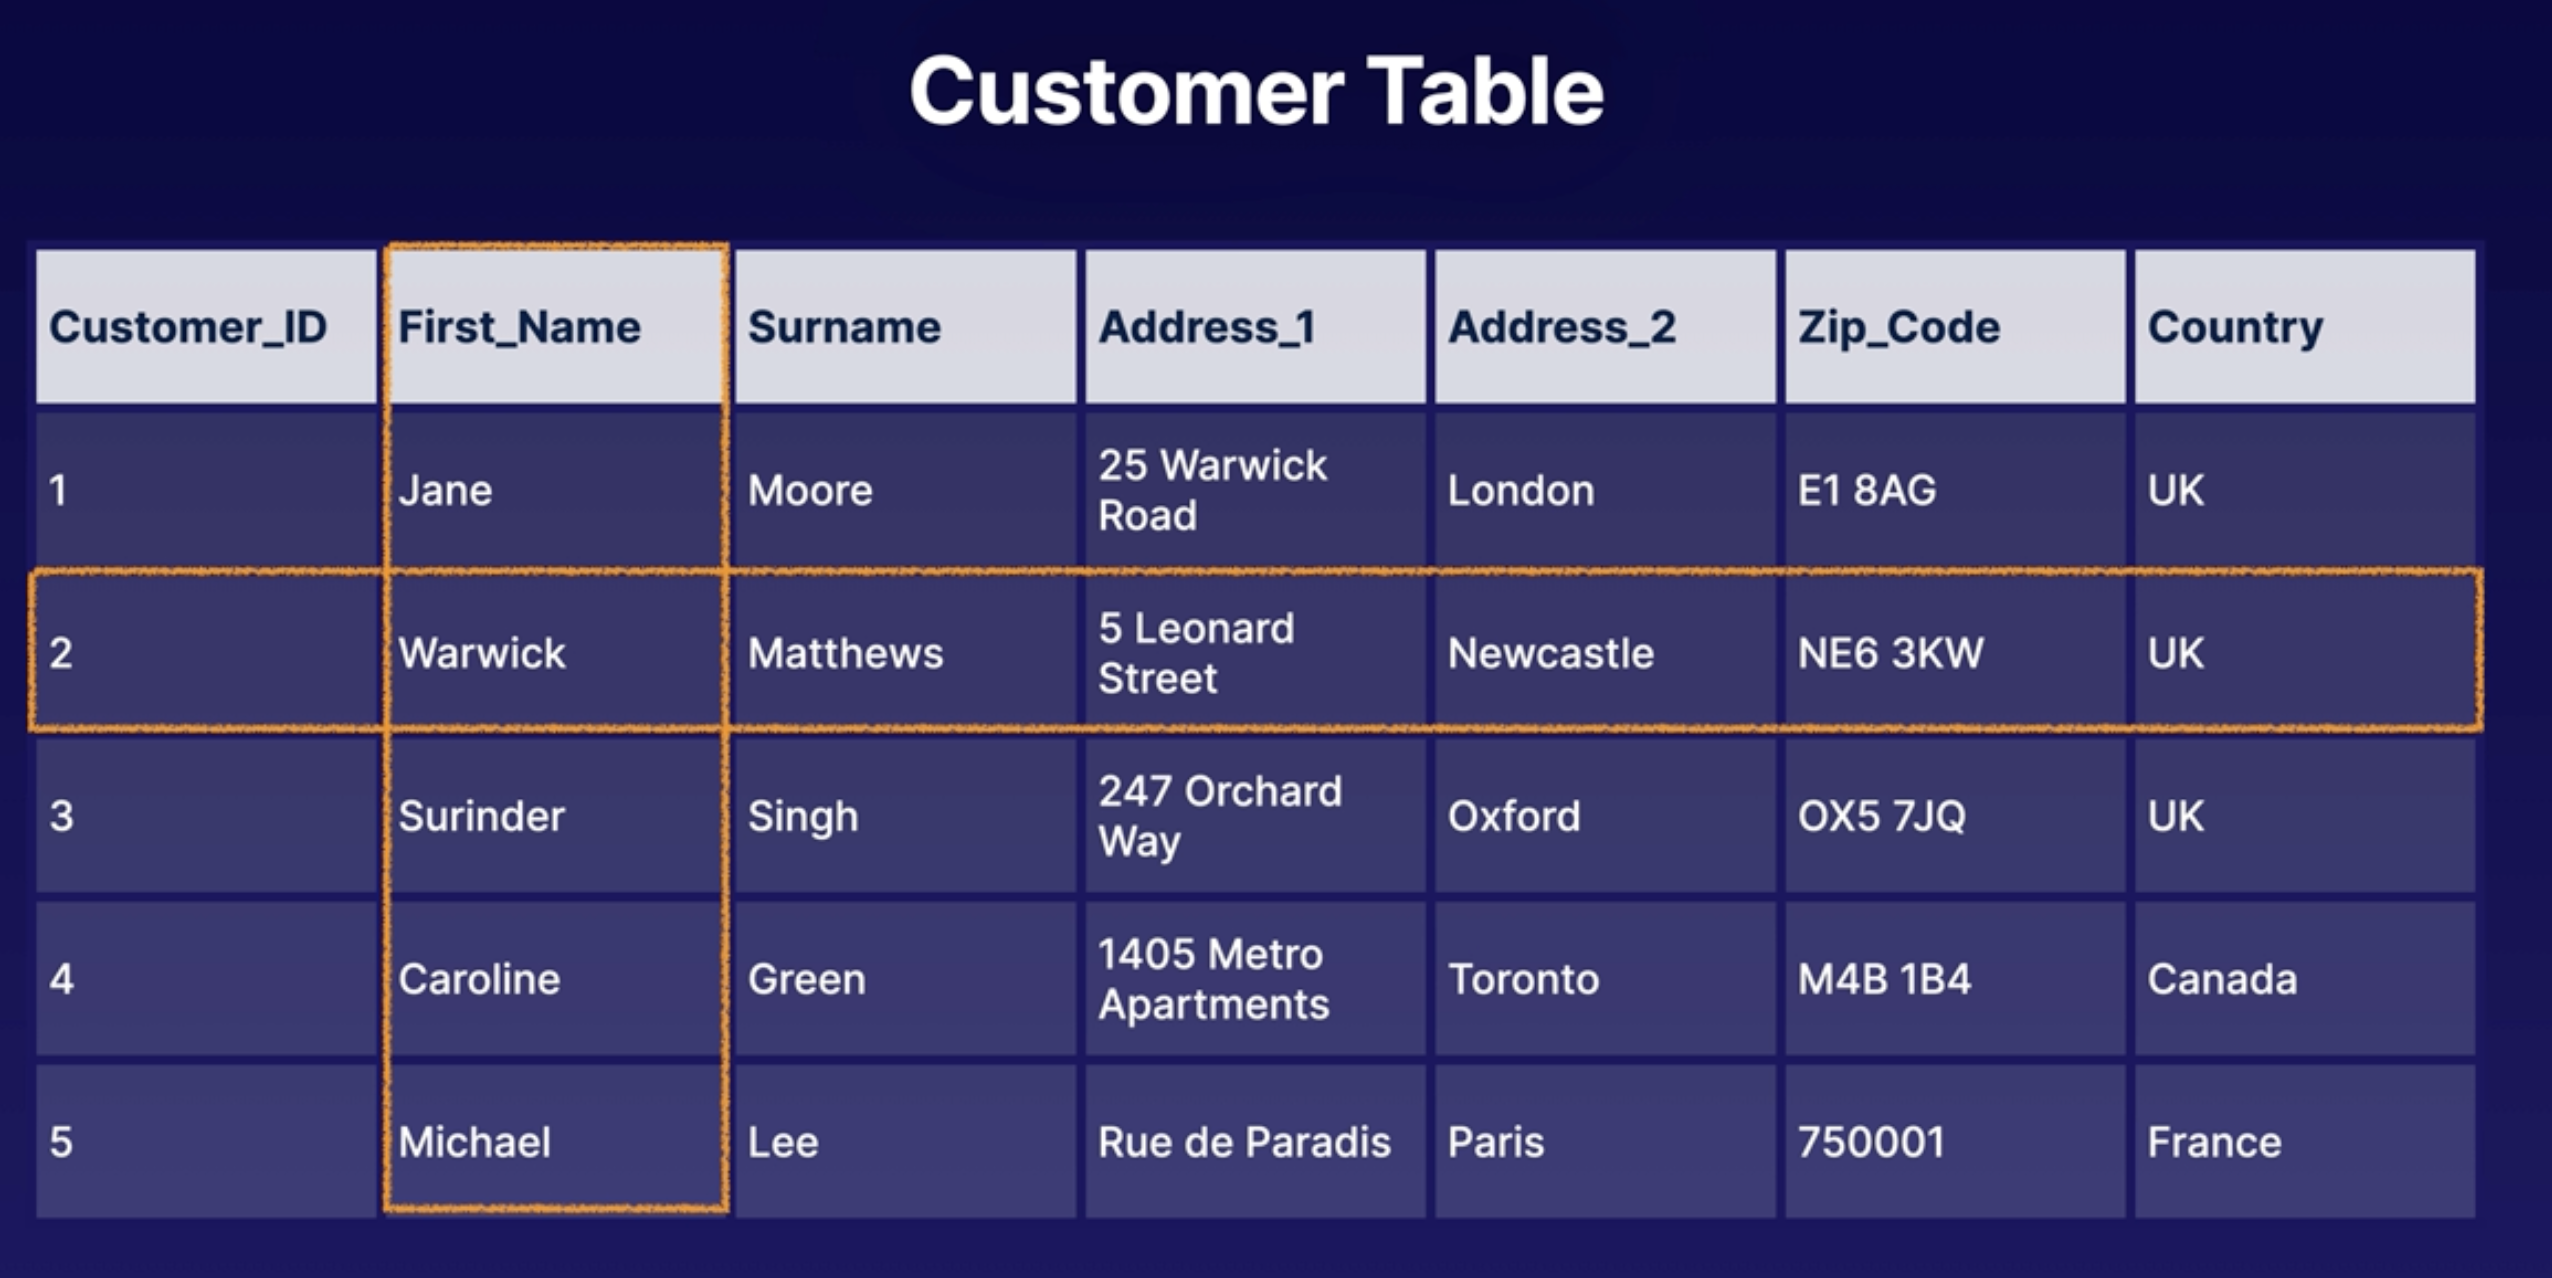 Customer Table
Customer_ID First_Name Surname Address_1 Address_2 Zip_Code Country
1 Jane Moore 25 Warwick Road London E1 8AG UK
2 Warwick Matthews 5 Leonard Street Newcastle NE6 3KW UK
3 Surinder Singh 247 Orchard Way Oxford OX5 7JQ UK
4 Caroline Green 1405 Metro Apartments Toronto M4B 1B4 Canada
5 Michael Lee Rue de Paradis Paris 750001 France